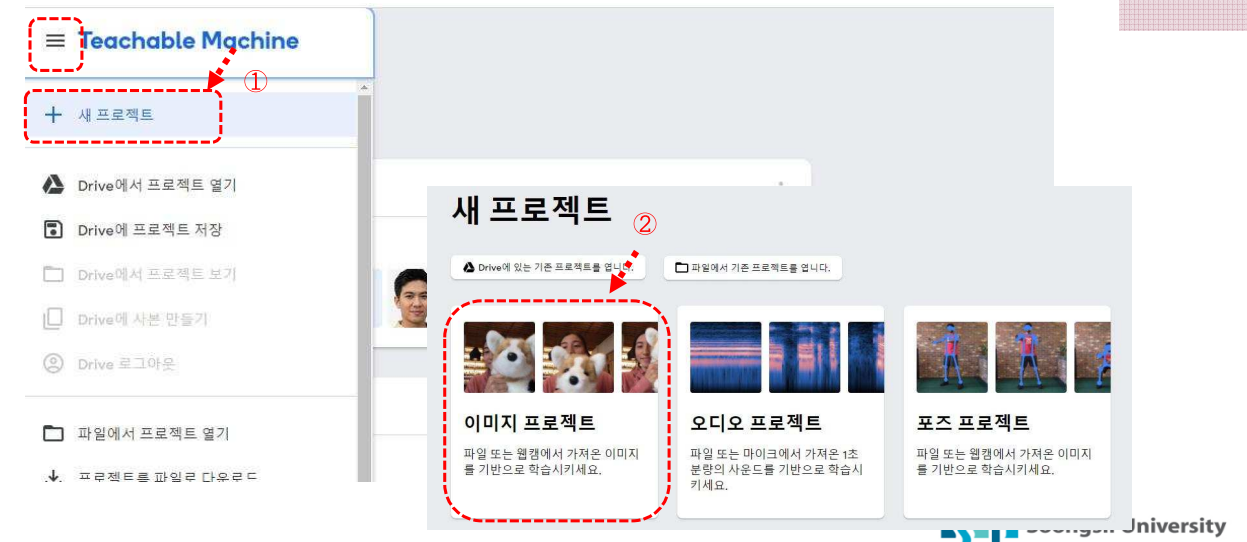 Teachable Machine
①
새 프로젝트
Drive에서 프로젝트 열기
Drive에 프로젝트 저장
Drive에서 프로젝트 보기
Drive에 사본 만들기
Drive 로그아웃
파일에서 프로젝트 열기
프로젝트를 파일로 다운로드
새 프로젝트
②
Drive에 있는 기존 프로젝트를 엽니다.
파일에서 기존 프로젝트를 엽니다.
이미지 프로젝트
파일 또는 웹캠에서 가져온 이미지
를 기반으로 학습시키세요.
오디오 프로젝트
파일 또는 마이크에서 가져온 1초
분량의 사운드를 기반으로 학습시
키세요.
포즈 프로젝트
파일 또는 웹캠에서 가져온 이미지
를 기반으로 학습시키세요.
Soongsil University